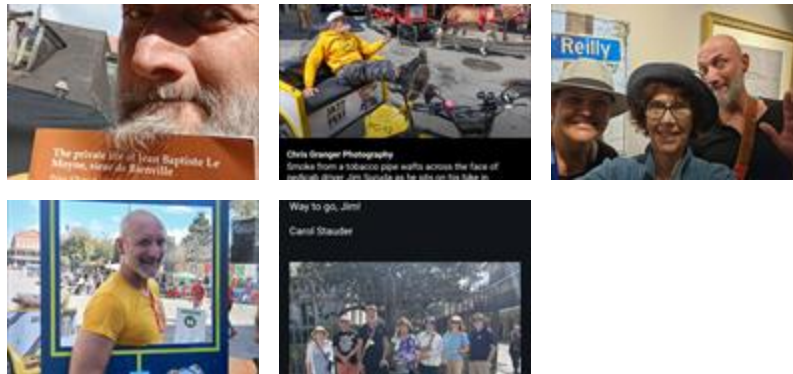 The private life of Jean Baptiste Le
Moyne, sieur de Bienville
Chris Granger Photography
Smoke from a tobacco pipe wafts across the face of
pedicab driver Jim
as he sits on his bike in
Reilly
Way to go, Jim!
Carol Stauder